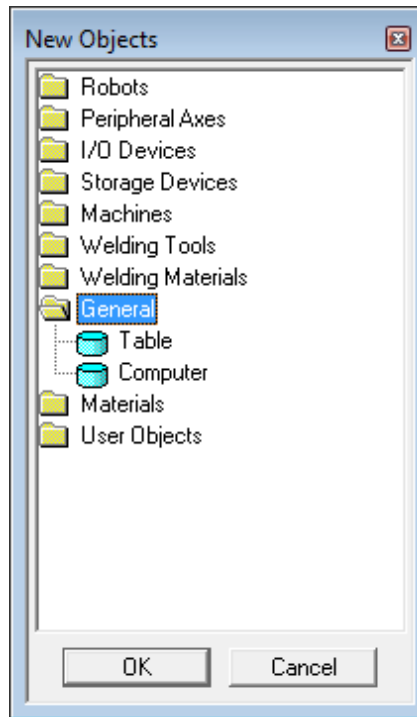 New Objects
Robots
Peripheral Axes
I/O Devices
Storage Devices
Machines
Welding Tools
Welding Materials
General
Table
Computer
Materials
User Objects
OK Cancel